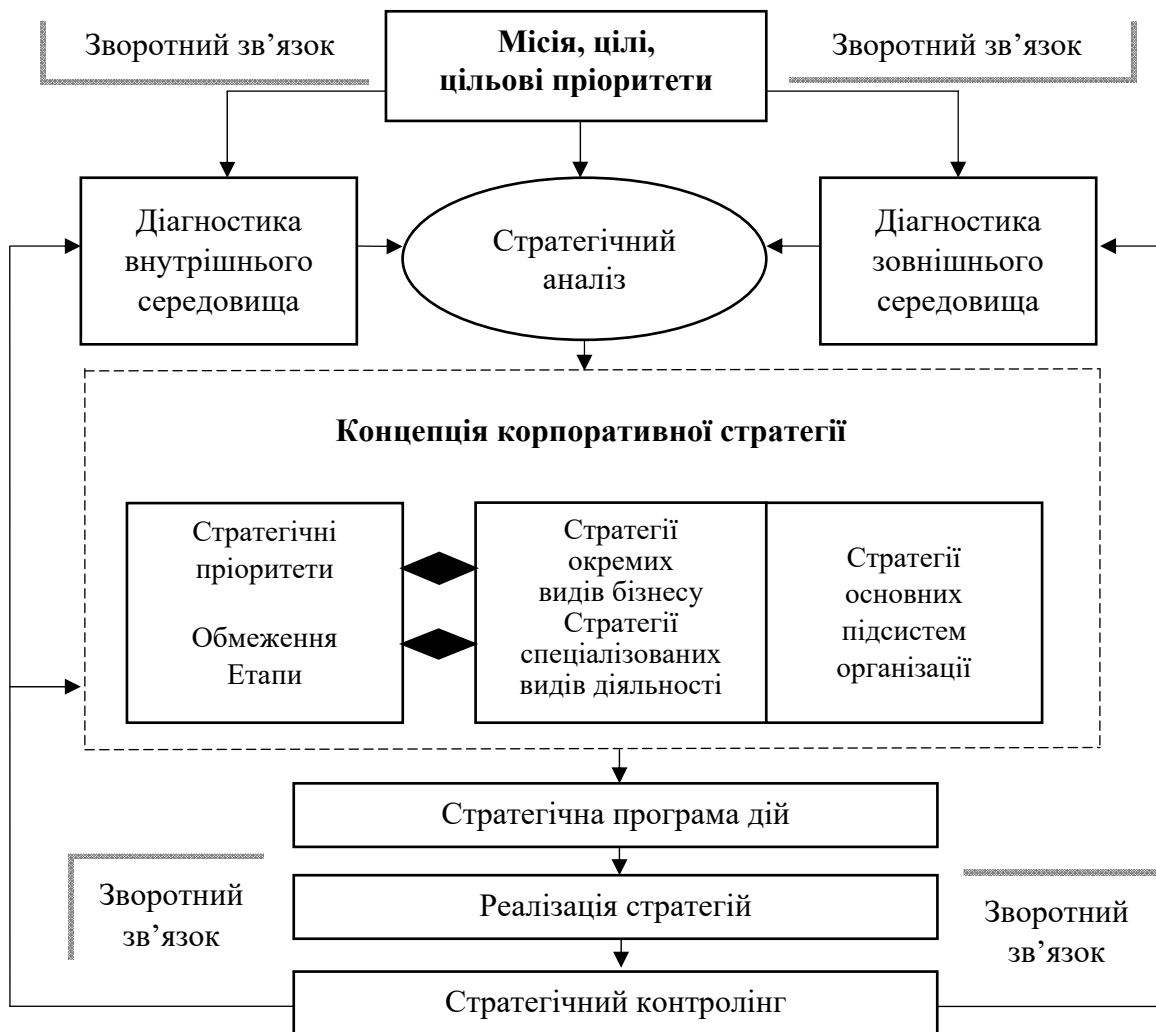 Зворотний зв’язок
Місія, цілі,
цільові пріоритети
Зворотний зв’язок
Діагностика
внутрішнього
середовища
Стратегічний
аналіз
Діагностика
зовнішнього
середовища
Концепція корпоративної стратегії
Стратегічні
пріоритети
Обмеження
Етапи
Стратегії
окремих
видів бізнесу
Стратегії
спеціалізованих
видів діяльності
Стратегії
основних
підсистем
організації
Стратегічна програма дій
Зворотний
зв’язок
Реалізація стратегій
Зворотний
зв’язок
Стратегічний контролінг